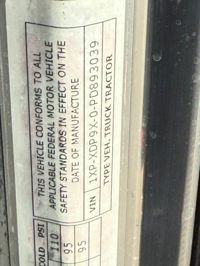 THIS VEHICLE CONFORMS TO ALL
APPLICABLE FEDERAL MOTOR VEHICLE
SAFETY STANDARDS IN EFFECT ON THE
DATE OF MANUFACTURE
VIN 1XP-XDP9X-0-PD893039
TYPE VEH. TRUCK TRACTOR
COLD PSI
110
95
95